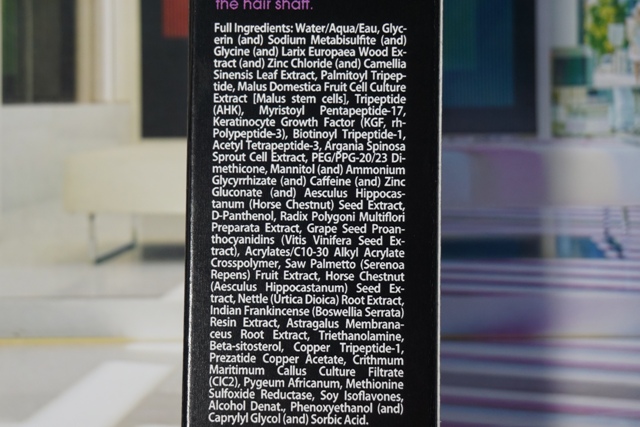 the hair shaft.
Full Ingredients: Water/Aqua/Eau, Glyc-
erin (and) Sodium Metabisulfite (and)
Glycine (and) Larix Europaea Wood Ex-
tract (and) Zinc Chloride (and) Camellia
Sinensis Leaf Extract, Palmitoyl Tripep-
tide, Malus Domestica Fruit Cell Culture
Extract [Malus stem cells], Tripeptide
(AHK), Myristoyl Pentapeptide-17,
Keratinocyte Growth Factor (KGF, rh-
Polypeptide-3), Biotinoyl Tripeptide-1,
Acetyl Tetrapeptide-3, Argania Spinosa
Sprout Cell Extract, PEG/PPG-20/23 Di-
methicone, Mannitol (and) Ammonium
Glycyrrhizate (and) Caffeine (and) Zinc
Gluconate (and) Aesculus Hippocas-
tanum (Horse Chestnut) Seed Extract,
D-Panthenol, Radix Polygoni Multiflori
Preparata Extract, Grape Seed Proan-
thocyanidins (Vitis Vinifera Seed Ex-
tract), Acrylates/C10-30 Alkyl Acrylate
Crosspolymer, Saw Palmetto (Serenoa
Repens) Fruit Extract, Horse Chestnut
(Aesculus Hippocastanum) Seed Ex-
tract, Nettle (Urtica Dioica) Root Extract,
Indian Frankincense (Boswellia Serrata)
Resin Extract, Astragalus Membrana-
ceus Root Extract, Triethanolamine,
Beta-sitosterol, Copper Tripeptide-1,
Prezatide Copper Acetate, Crithmum
Maritimum Callus Culture Filtrate
(CIC2), Pygeum Africanum, Methionine
Sulfoxide Reductase, Soy Isoflavones,
Alcohol Denat., Phenoxyethanol (and)
Caprylyl Glycol (and) Sorbic Acid.